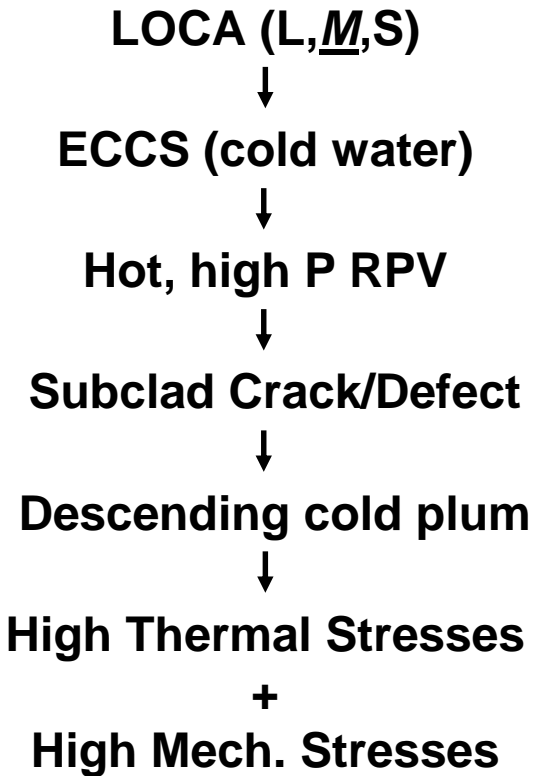 LOCA (L,M,S)
ECCS (cold water)
Hot, high P RPV
Subclad Crack/Defect
Descending cold plum
High Thermal Stresses
+
High Mech. Stresses